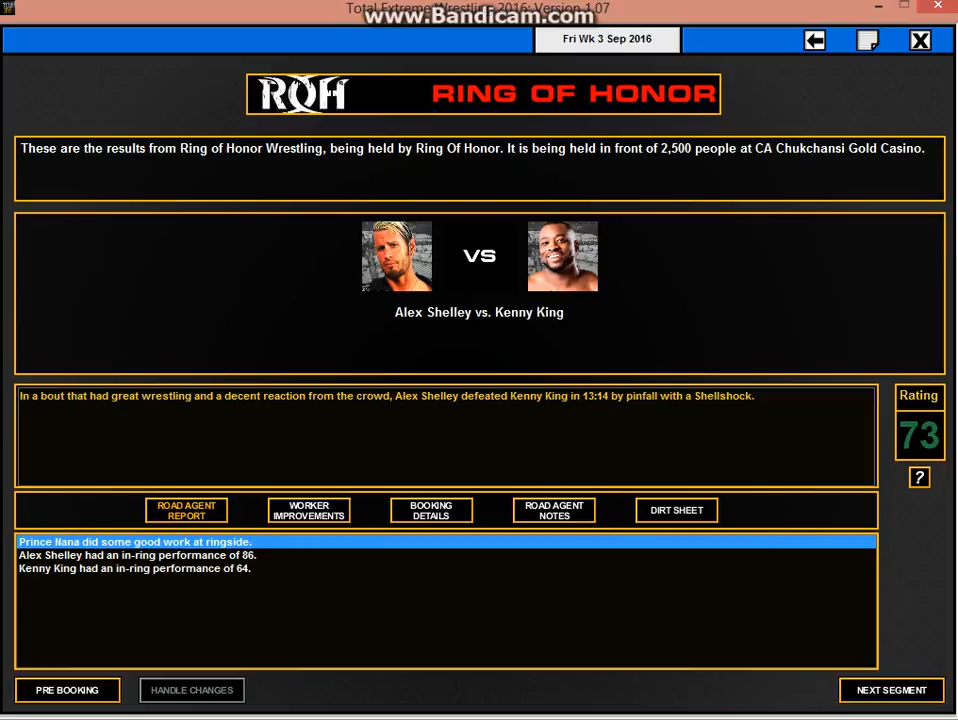 Total Extreme Wrestling 2016: Version 1.07
www.Bandicam.com
Fri Wk 3 Sep 2016
ROH RING OF HONOR
These are the results from Ring of Honor Wrestling, being held by Ring Of Honor. It is being held in front of 2,500 people at CA Chukchansi Gold Casino.
VS
Alex Shelley vs. Kenny King
In a bout that had great wrestling and a decent reaction from the crowd, Alex Shelley defeated Kenny King in 13:14 by pinfall with a Shellshock.
Rating
73
?
ROAD AGENT REPORT
WORKER IMPROVEMENTS
BOOKING DETAILS
ROAD AGENT NOTES
DIRT SHEET
Prince Nana did some good work at ringside.
Alex Shelley had an in-ring performance of 86.
Kenny King had an in-ring performance of 64.
PRE BOOKING
HANDLE CHANGES
NEXT SEGMENT